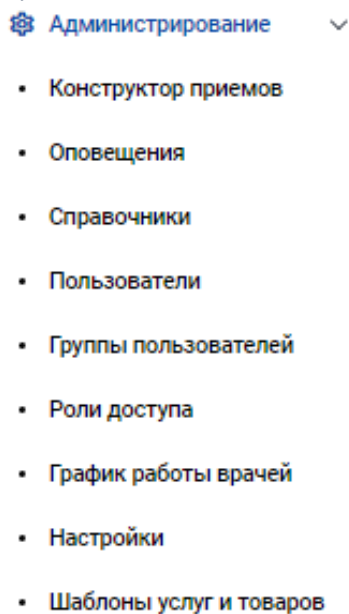 Администрирование
• Конструктор приемов
• Оповещения
• Справочники
• Пользователи
• Группы пользователей
• Роли доступа
• График работы врачей
• Настройки
• Шаблоны услуг и товаров